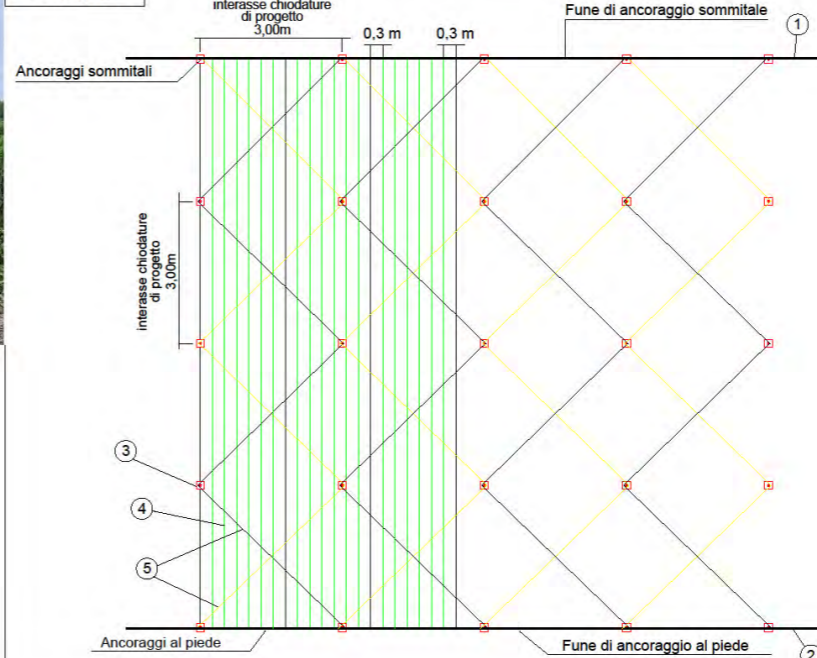 interasse chiodature
di progetto
3,00m
Fune di ancoraggio sommitale
1
0,3 m
0,3 m
Ancoraggi sommitali
interasse chiodature
di progetto
3,00m
3
4
5
Ancoraggi al piede
Fune di ancoraggio al piede
2